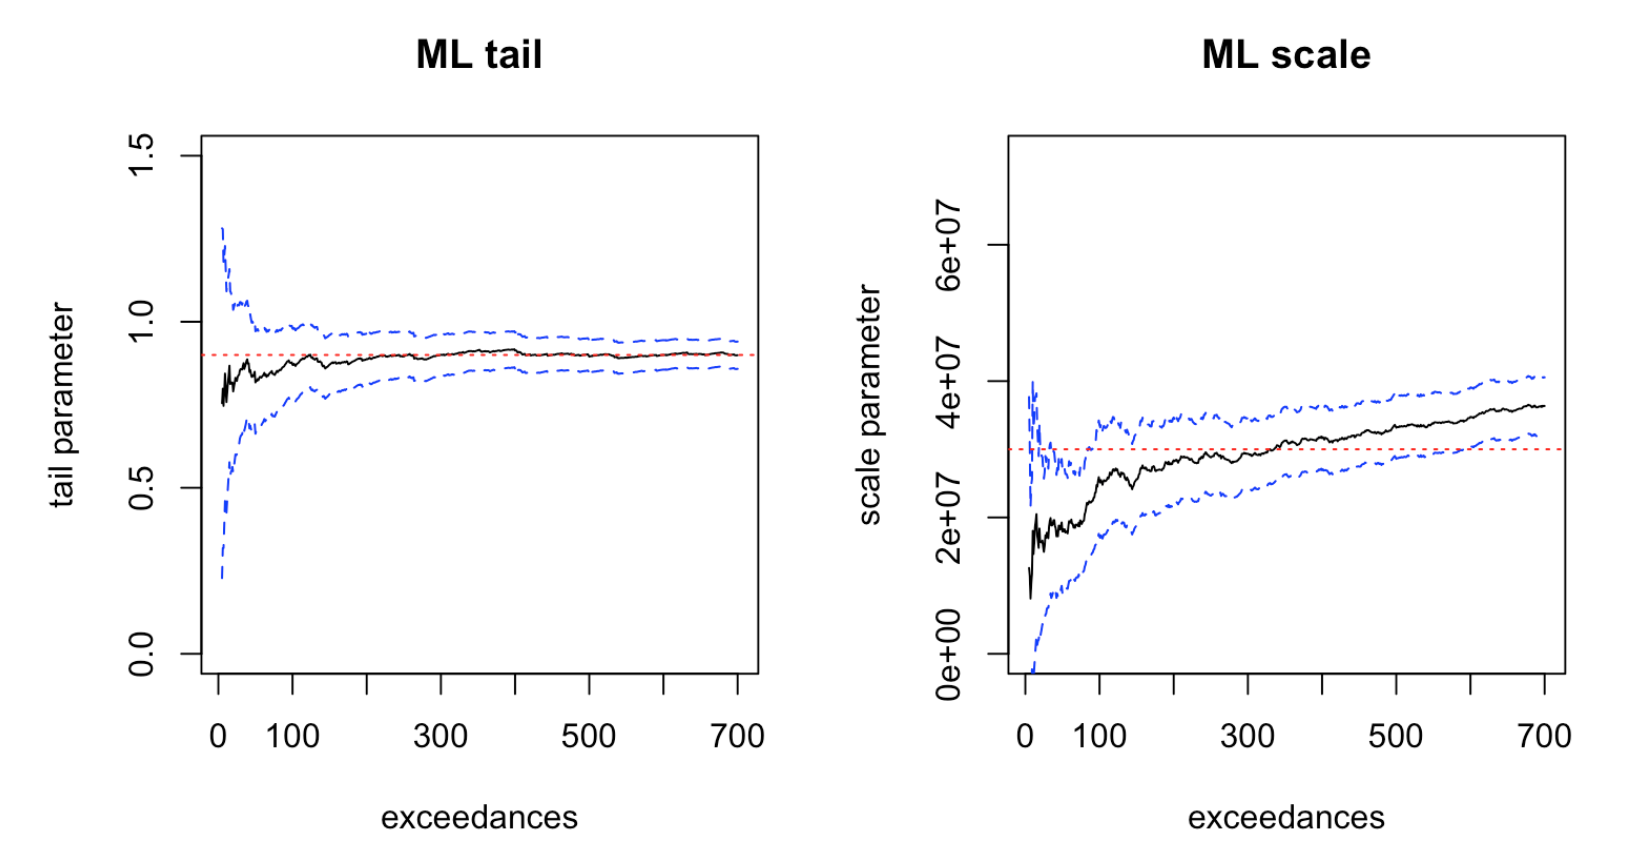 ML tail
tail parameter
1.5
1.0
0.5
0.0
0 100 300 500 700
exceedances
ML scale
scale parameter
6e+07
4e+07
2e+07
0e+00
0 100 300 500 700
exceedances